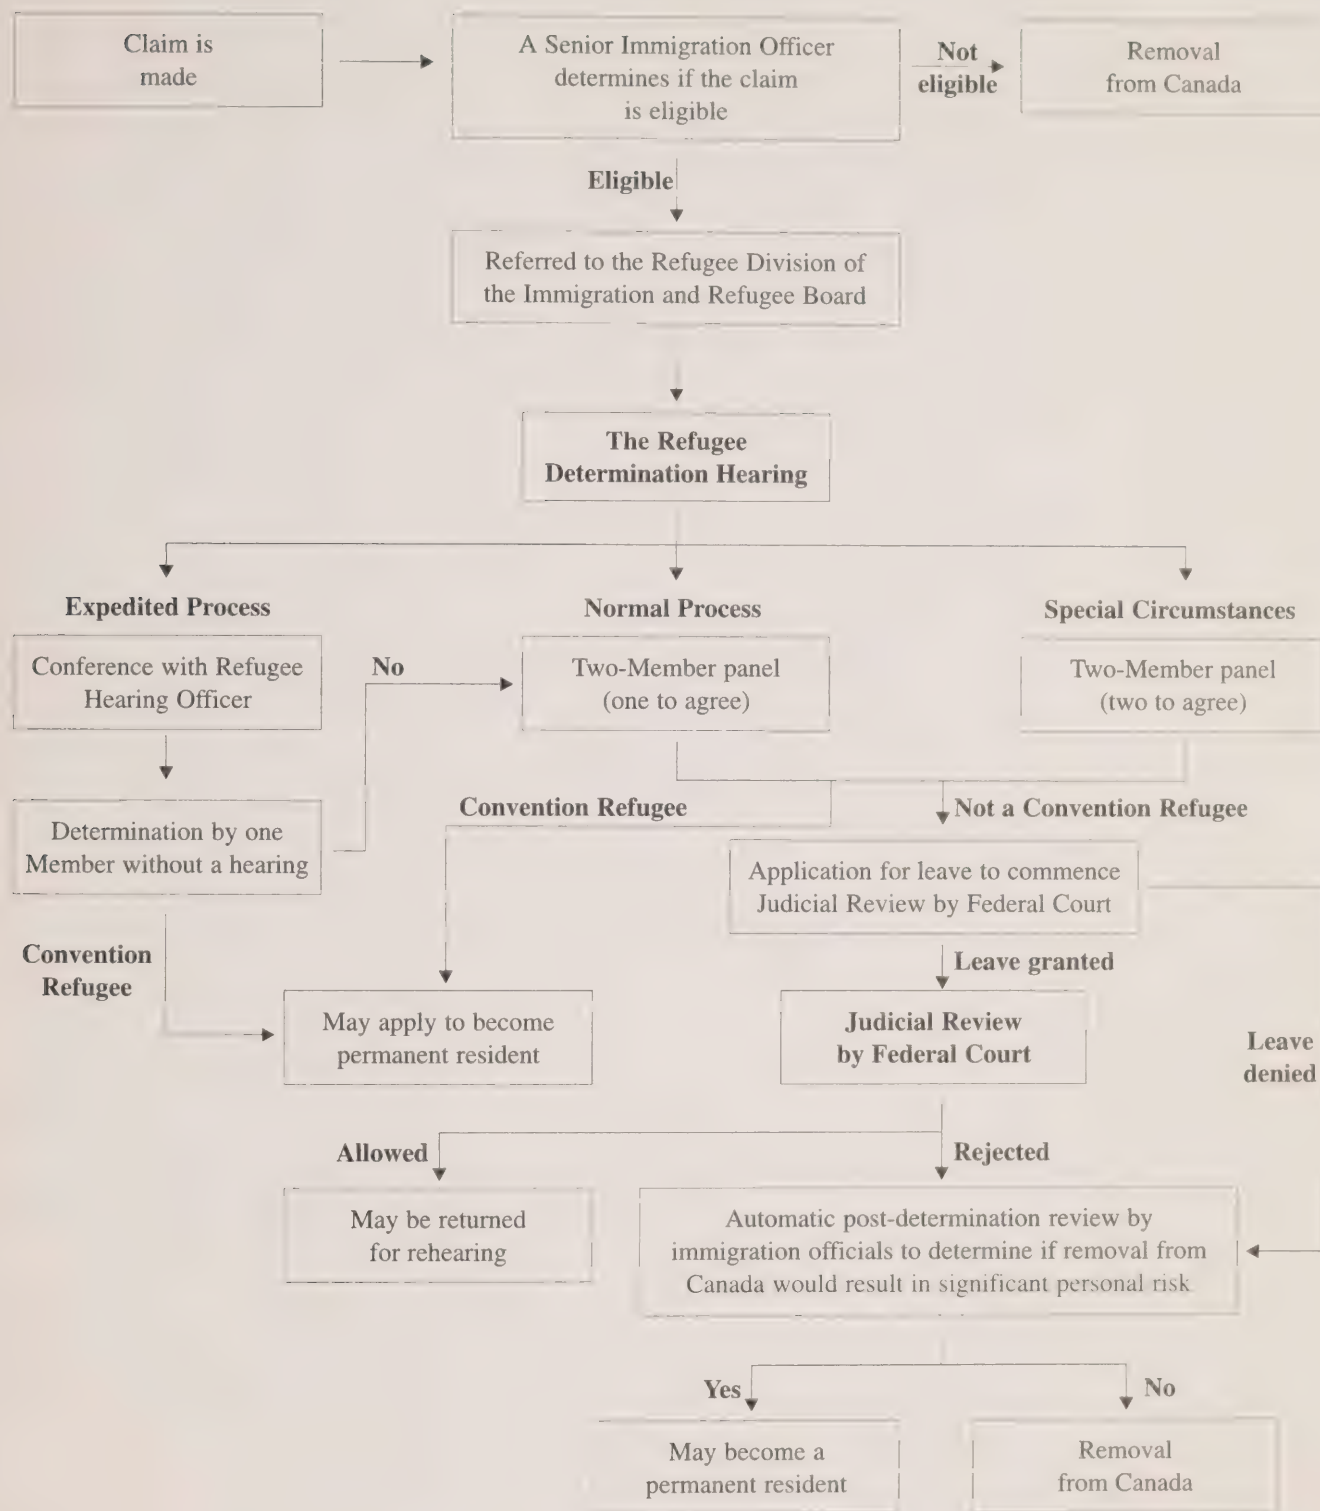 Claim is
made
A Senior Immigration Officer
determines if the claim
is eligible
Not
eligible
Removal
from Canada
Eligible
Referred to the Refugee Division of
the Immigration and Refugee Board
The Refugee
Determination Hearing
Expedited Process
Normal Process
Special Circumstances
Conference with Refugee
Hearing Officer
No
Two-Member panel
(one to agree)
Two-Member panel
(two to agree)
Convention Refugee
Not a Convention Refugee
Determination by one
Member without a hearing
Application for leave to commence
Judicial Review by Federal Court
Convention
Refugee
Leave granted
May apply to become
permanent resident
Judicial Review
by Federal Court
Leave
denied
Allowed
Rejected
May be returned
for rehearing
Automatic post-determination review by
immigration officials to determine if removal from
Canada would result in significant personal risk
Yes
No
May become a
permanent resident
Removal
from Canada